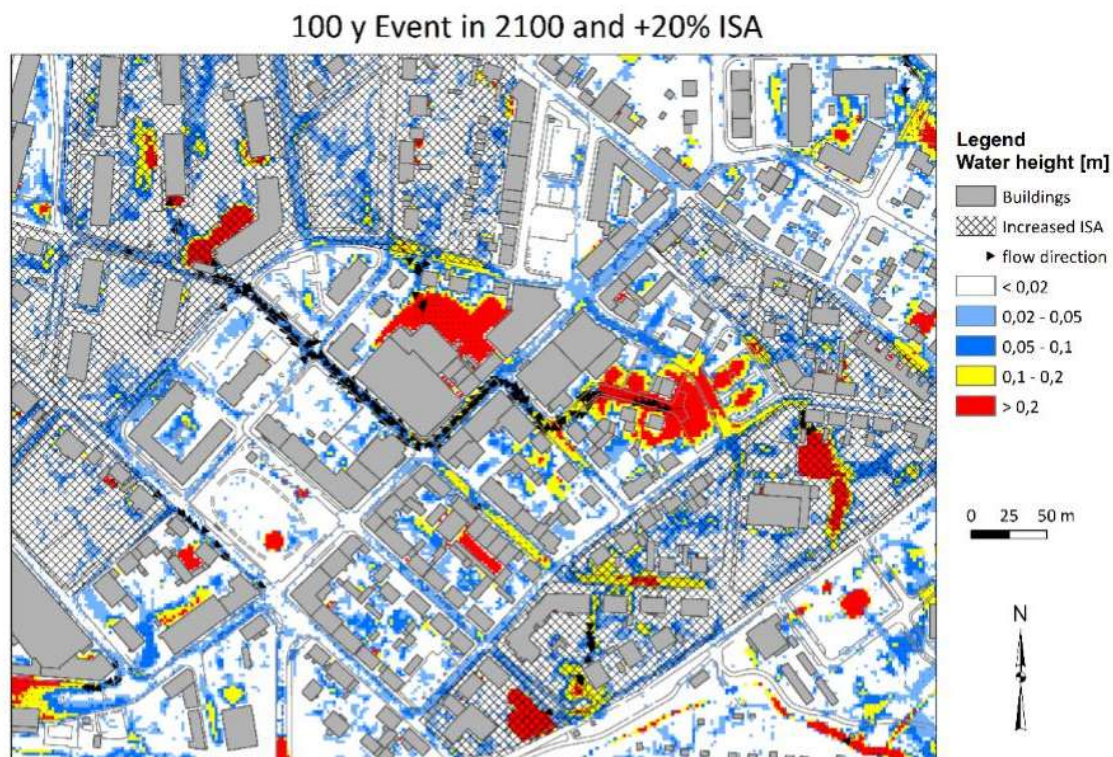 100 y Event in 2100 and +20% ISA
Legend
Water height [m]
Buildings
Increased ISA
flow direction
< 0,02
0,02 - 0,05
0,05 - 0,1
0,1 - 0,2
> 0,2
0 25 50 m
N